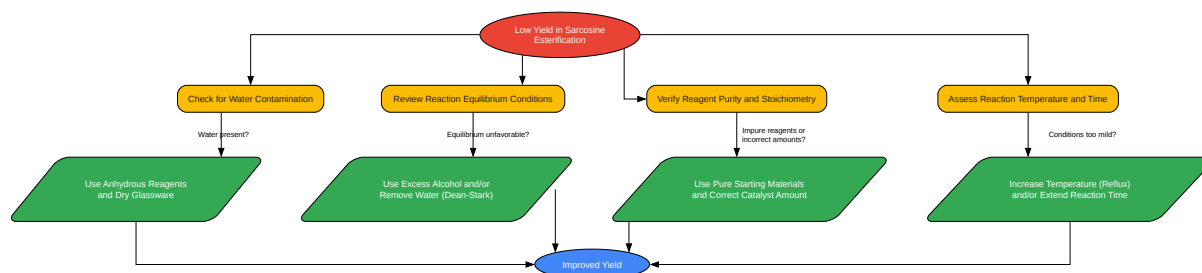 Low Yield in Sarcosine
Esterification
Check for Water Contamination
Review Reaction Equilibrium Conditions
Verify Reagent Purity and Stoichiometry
Assess Reaction Temperature and Time
Water present?
Equilibrium unfavorable?
Impure reagents or
incorrect amounts?
Conditions too mild?
Use Anhydrous Reagents
and Dry Glassware
Use Excess Alcohol and/or
Remove Water (Dean-Stark)
Use Pure Starting Materials
and Correct Catalyst Amount
Increase Temperature (Reflux)
and/or Extend Reaction Time
Improved Yield